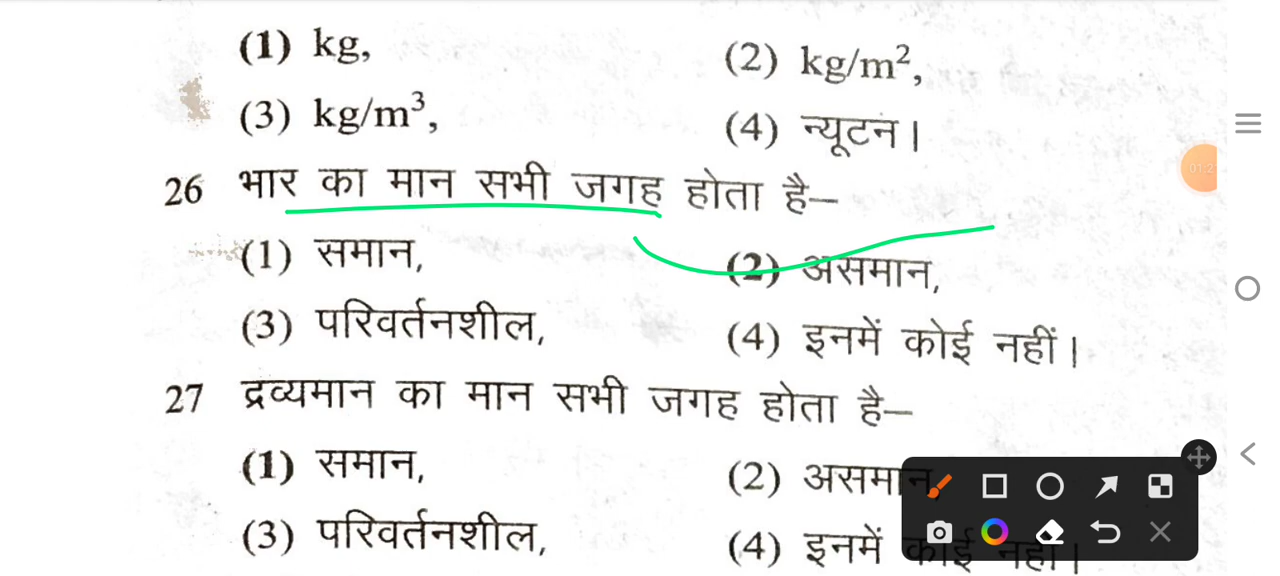 (1) kg,
(2) kg/m²,
(3) kg/m³,
(4) न्यूटन।
26 भार का मान सभी जगह होता है–
(1) समान,
(2) असमान,
(3) परिवर्तनशील,
(4) इनमें कोई नहीं।
27 द्रव्यमान का मान सभी जगह होता है–
(1) समान,
(2) असमान,
(3) परिवर्तनशील,
(4) इनमें कोई नहीं।